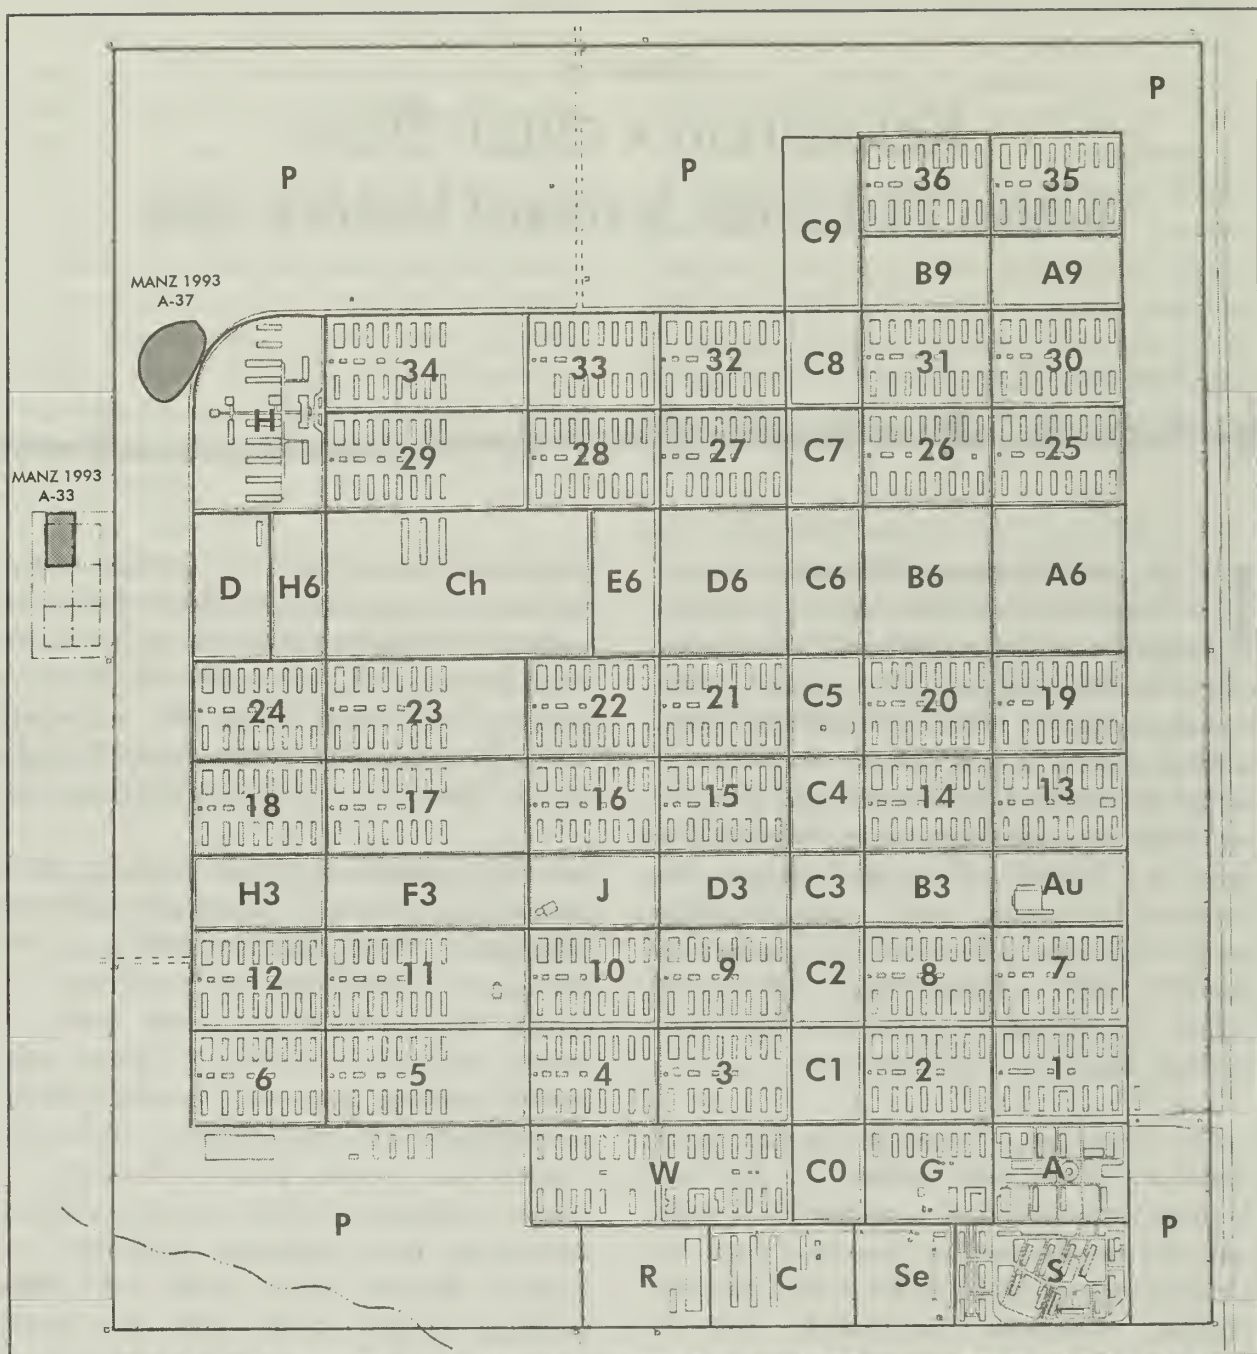 P
P
P
36
35
C9
B9
A9
MANZ 1993
A-37
34
33
32
C8
31
30
H
29
28
27
C7
26
25
MANZ 1993
A-33
D
H6
Ch
E6
D6
C6
B6
A6
24
23
22
21
C5
20
19
18
17
16
15
C4
14
13
H3
F3
J
D3
C3
B3
Au
12
11
10
9
C2
8
7
6
5
4
3
C1
2
1
W
C0
G
A
P
P
R
C
Se
S